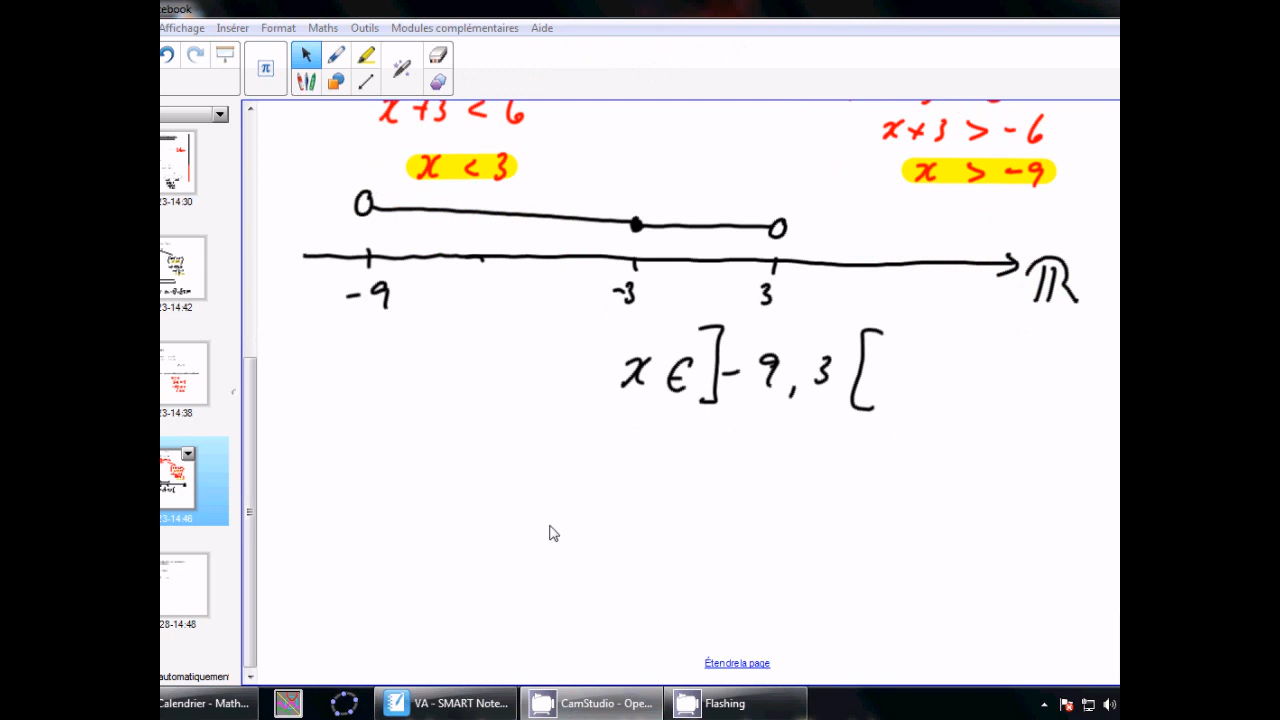 tebook
Affichage Insérer Format Maths Outils Modules complémentaires Aide
π
x+3 < 6
x+3 > -6
x < 3
x > -9
-9 -3 3 ℝ
x ∈ ]-9, 3[
23-14:30
23-14:42
23-14:38
23-14:46
28-14:48
automatiquement
Étendre la page
Calendrier - Math... VA - SMART Note... CamStudio - Ope... Flashing